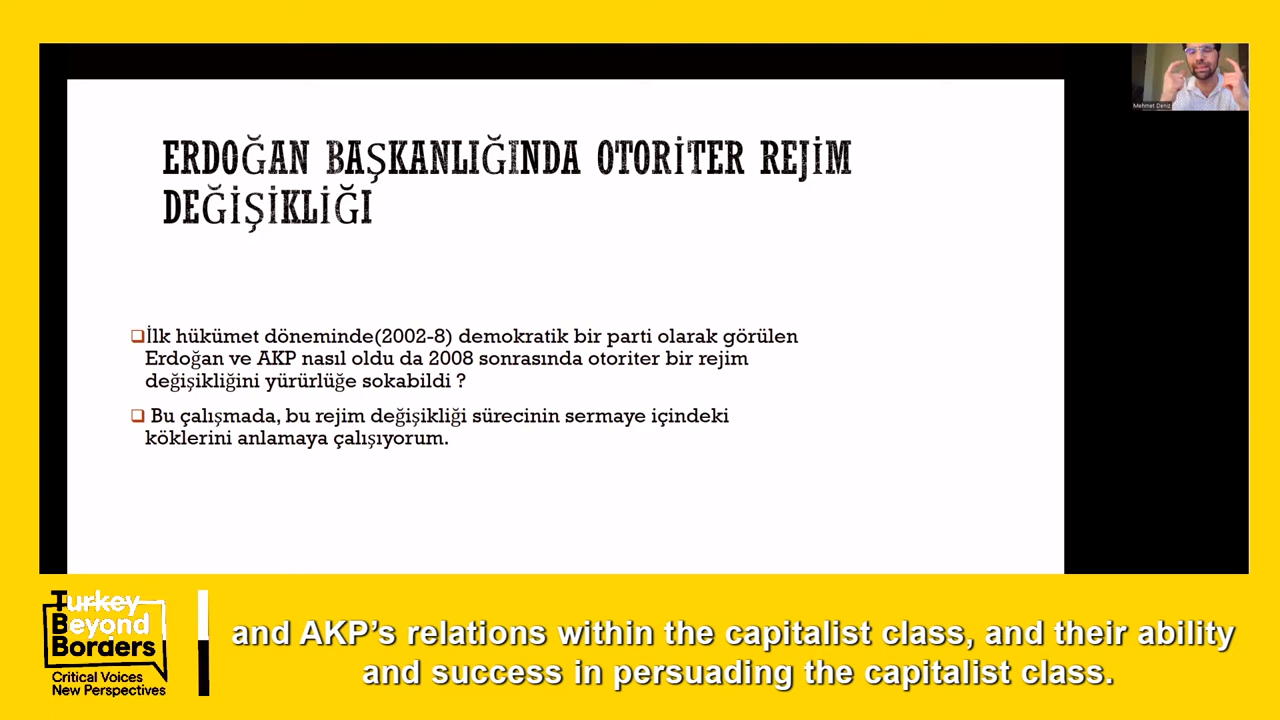 Mehmet Deniz
ERDOĞAN BAŞKANLIĞINDA OTORİTER REJİM
DEĞİŞİKLİĞI
İlk hükümet döneminde(2002-8) demokratik bir parti olarak görülen
Erdoğan ve AKP nasıl oldu da 2008 sonrasında otoriter bir rejim
değişikliğini yürürlüğe sokabildi ?
Bu çalışmada, bu rejim değişikliği sürecinin sermaye içindeki
köklerini anlamaya çalışıyorum.
Turkey
Beyond
Borders
Critical Voices
New Perspectives
and AKP's relations within the capitalist class, and their ability
and success in persuading the capitalist class.